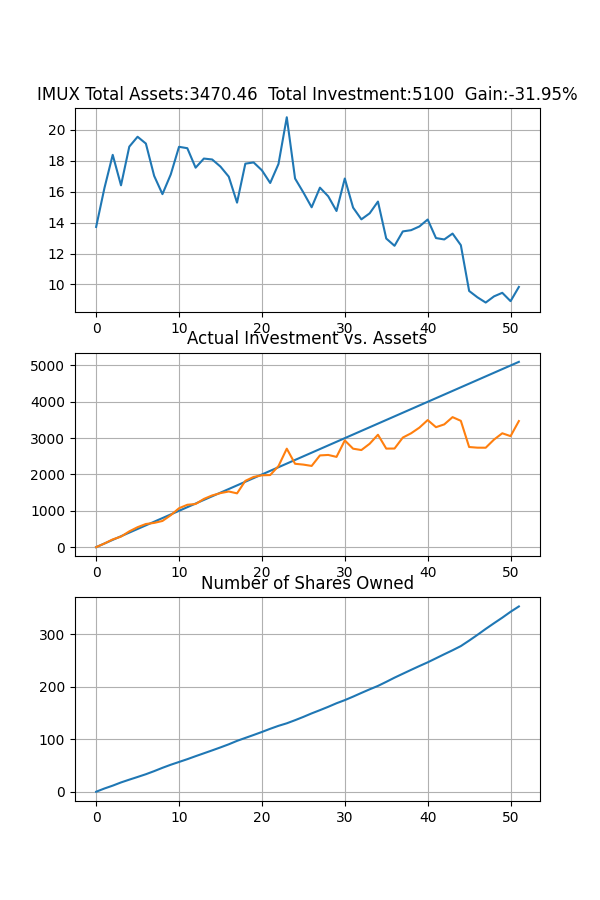 IMUX Total Assets:3470.46  Total Investment:5100  Gain:-31.95%
20
18
16
14
12
10
0 10 20 30 40 50
Actual Investment vs. Assets
5000
4000
3000
2000
1000
0
0 10 20 30 40 50
Number of Shares Owned
300
200
100
0
0 10 20 30 40 50